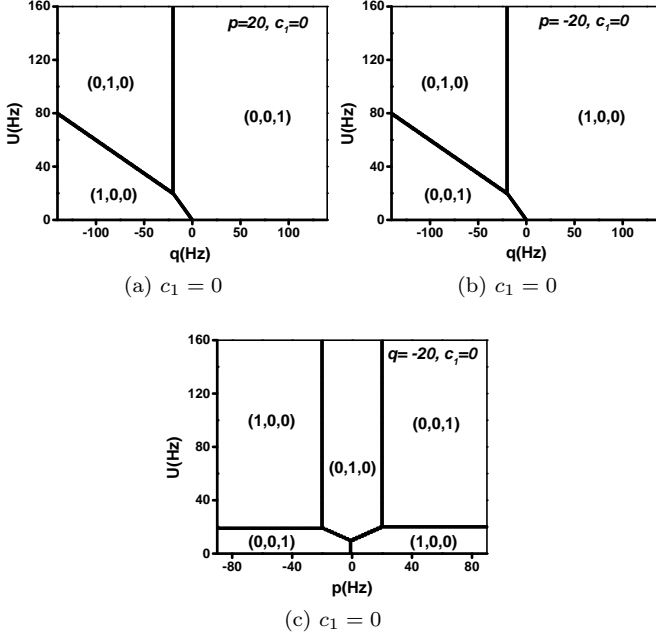 160
120
80
40
0
U(Hz)
p=20, c₁=0
(0,1,0)
(0,0,1)
(1,0,0)
-100 -50 0 50 100
q(Hz)
(a) c₁ = 0
160
120
80
40
0
U(Hz)
p= -20, c₁=0
(0,1,0)
(1,0,0)
(0,0,1)
-100 -50 0 50 100
q(Hz)
(b) c₁ = 0
160
120
80
40
0
U(Hz)
q= -20, c₁=0
(1,0,0)
(0,0,1)
(0,1,0)
(0,0,1)
(1,0,0)
-80 -40 0 40 80
p(Hz)
(c) c₁ = 0